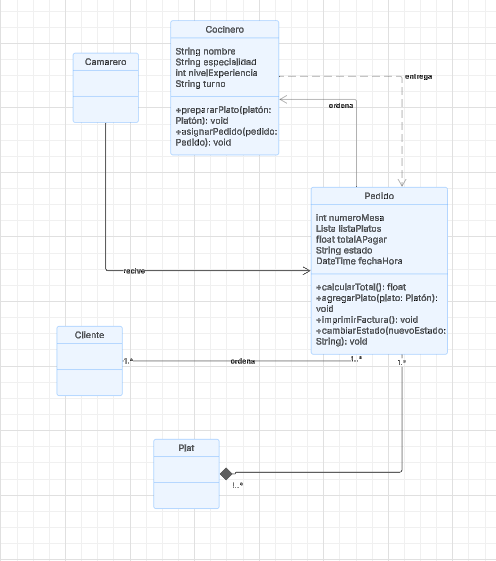 Cocinero
String nombre
String especialidad
int nivelExperiencia
String turno
+prepararPlato(platón:
Platón): void
+asignarPedido(pedido:
Pedido): void
Camarero
entrega
ordena
Pedido
int numeroMesa
Lista listaPlatos
float totalAPagar
String estado
DateTime fechaHora
+calcularTotal(): float
+agregarPlato(plato: Platón):
void
+imprimirFactura(): void
+cambiarEstado(nuevoEstado:
String): void
recive
Cliente
1..*
ordena
1..*
1..*
Plat
1..*